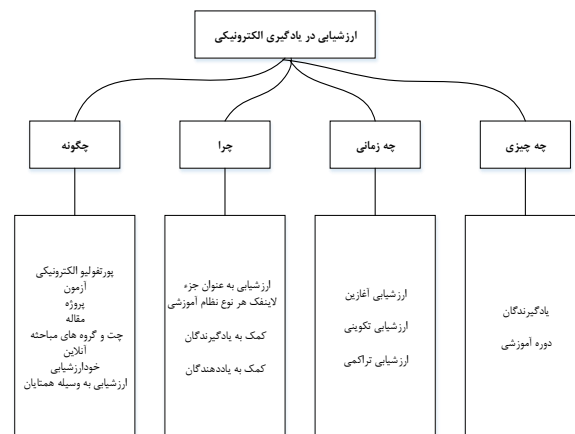 ارزشیابی در یادگیری الکترونیکی
چه چیزی
چه زمانی
چرا
چگونه
یادگیرندگان
دوره آموزشی
ارزشیابی آغازین
ارزشیابی تکوینی
ارزشیابی تراکمی
ارزشیابی به عنوان جزء
لاینفک هر نوع نظام آموزشی
کمک به یادگیرندگان
کمک به یاددهندگان
پورتفولیو الکترونیکی
آزمون
پروژه
مقاله
چت و گروه های مباحثه
آنلاین
خودارزشیابی
ارزشیابی به وسیله همتایان